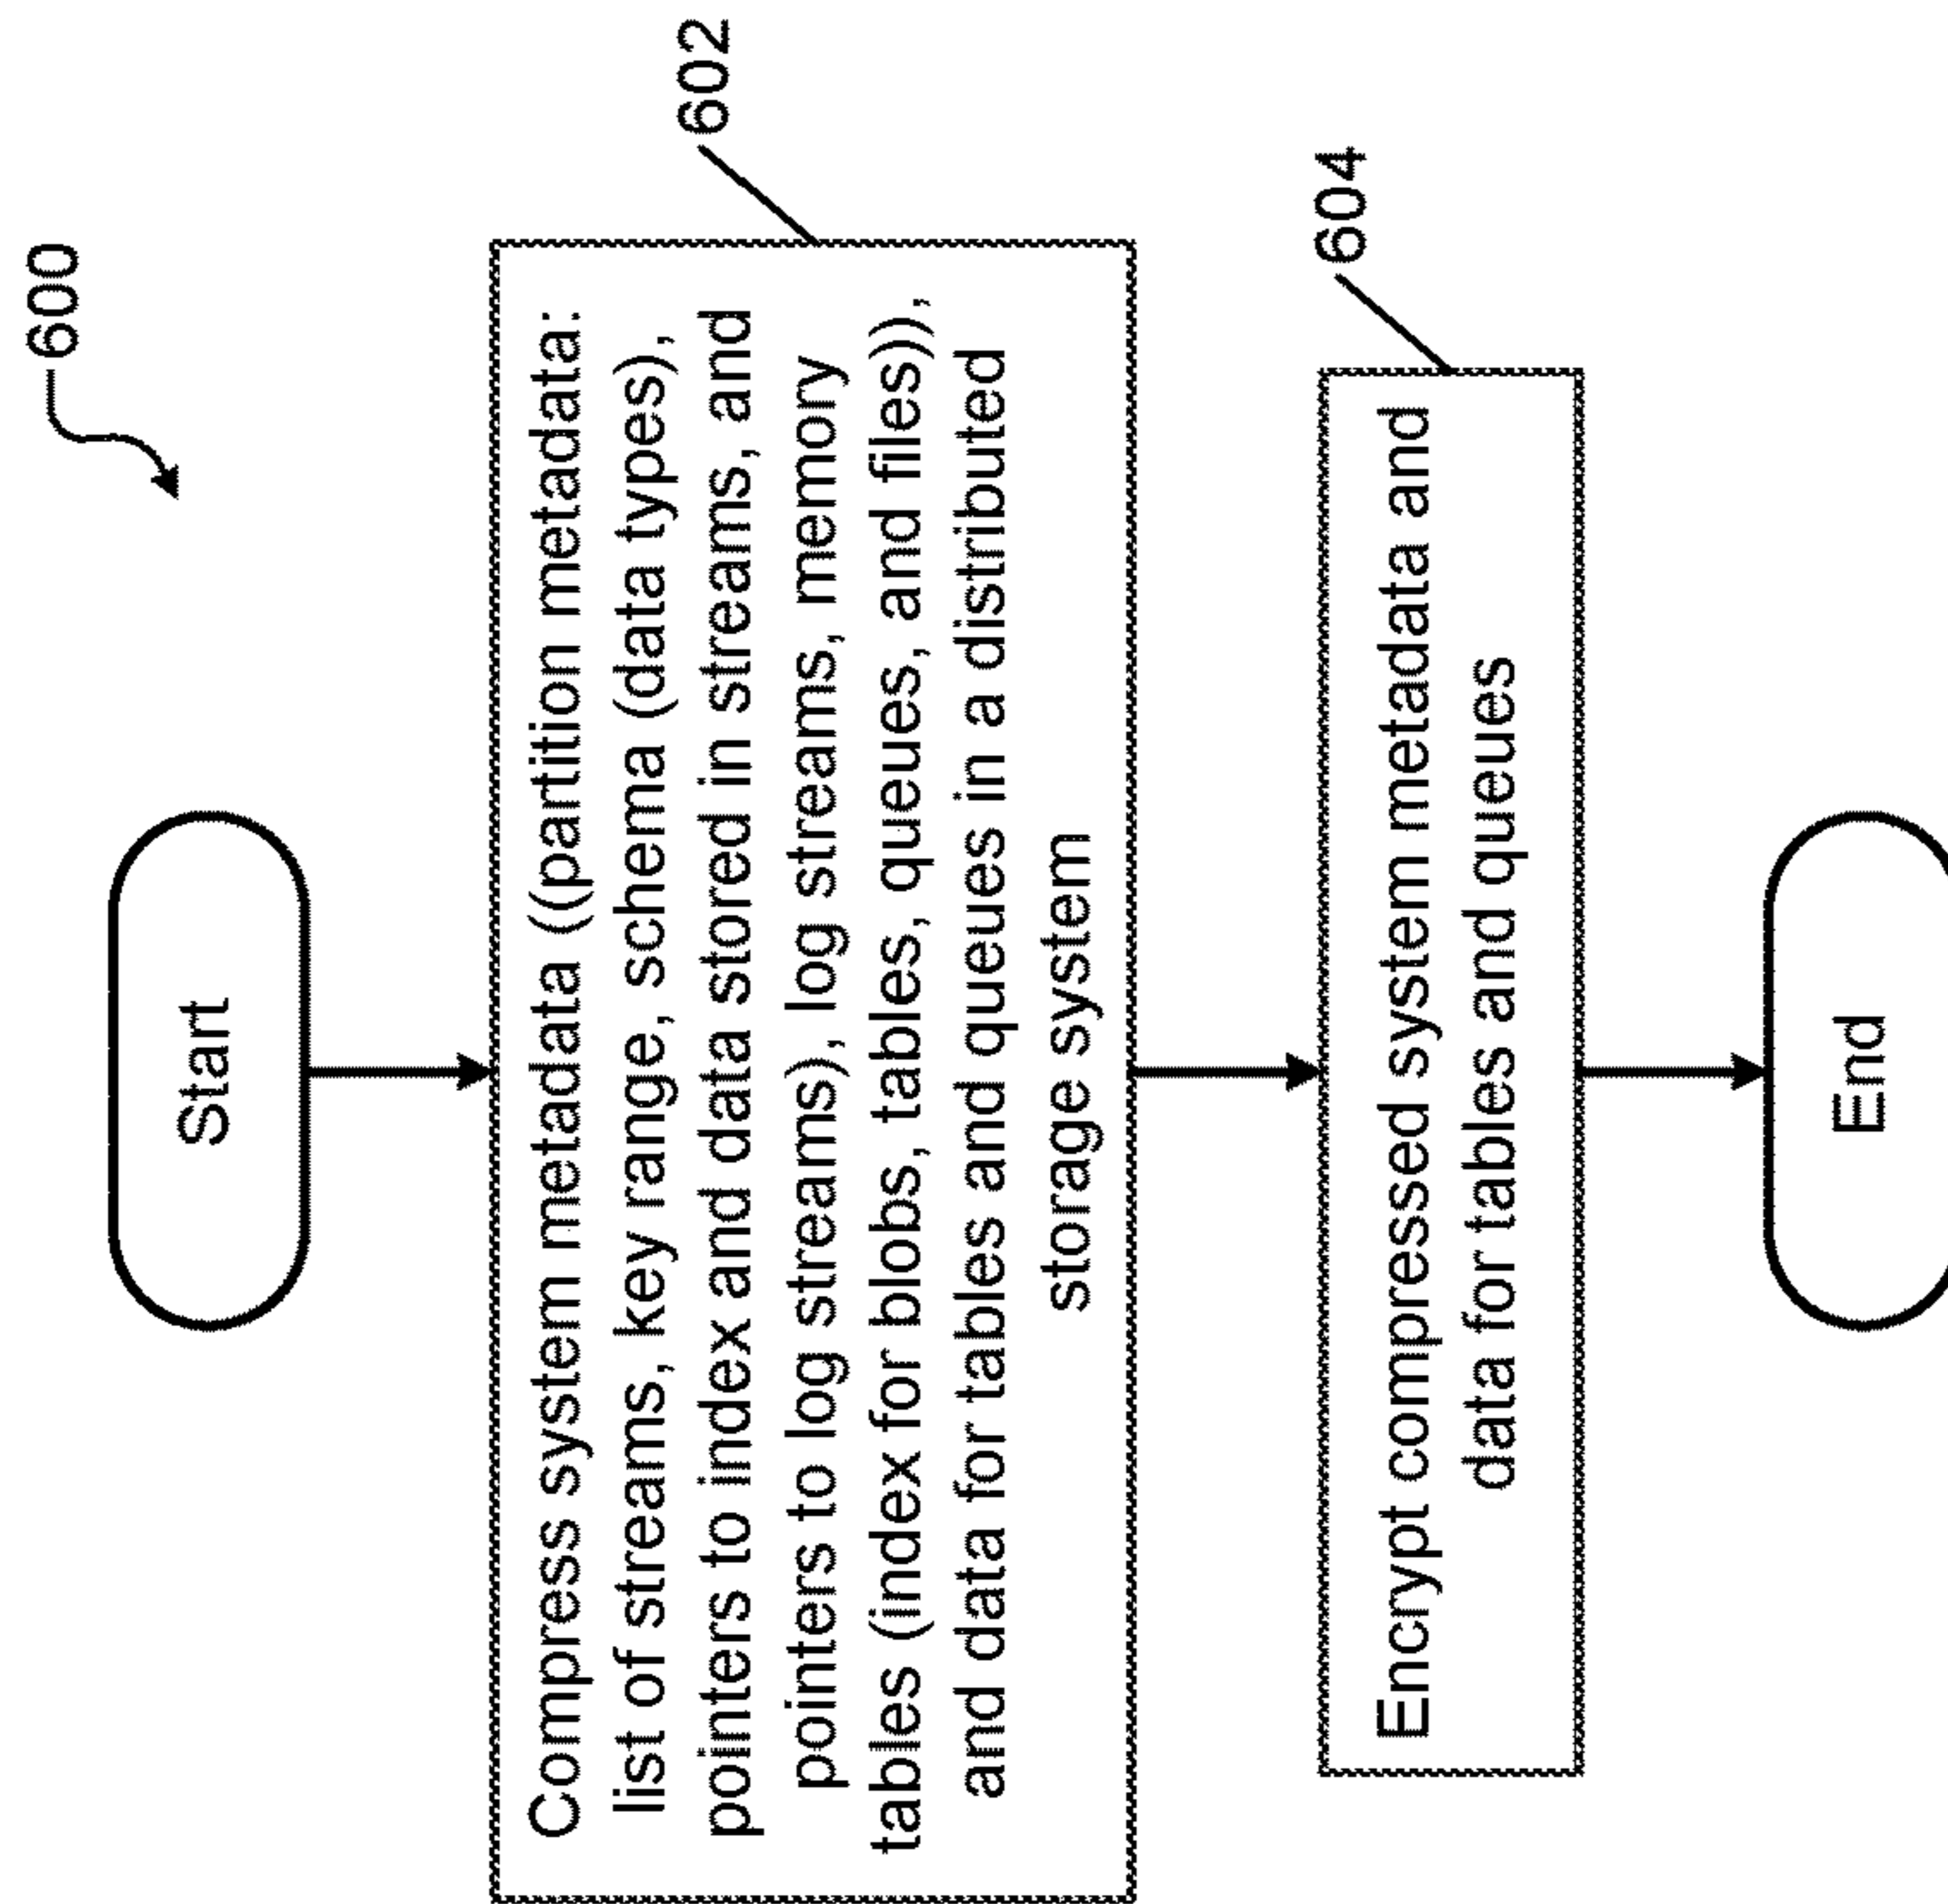 600
Start
602
Compress system metadata ((partition metadata:
list of streams, key range, schema (data types),
pointers to index and data stored in streams, and
pointers to log streams), log streams, memory
tables (index for blobs, tables, queues, and files)),
and data for tables and queues in a distributed
storage system
604
Encrypt compressed system metadata and
data for tables and queues
End